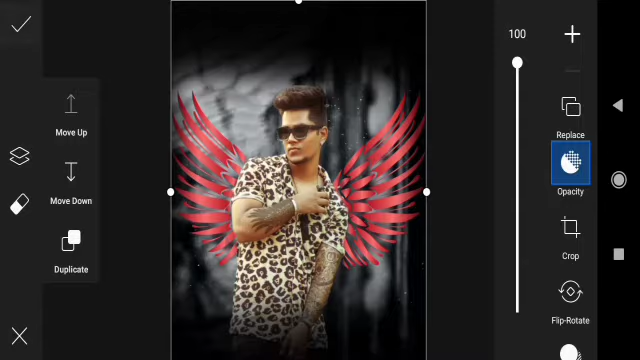 100
Replace
Move Up
Opacity
Move Down
Crop
Duplicate
Flip-Rotate